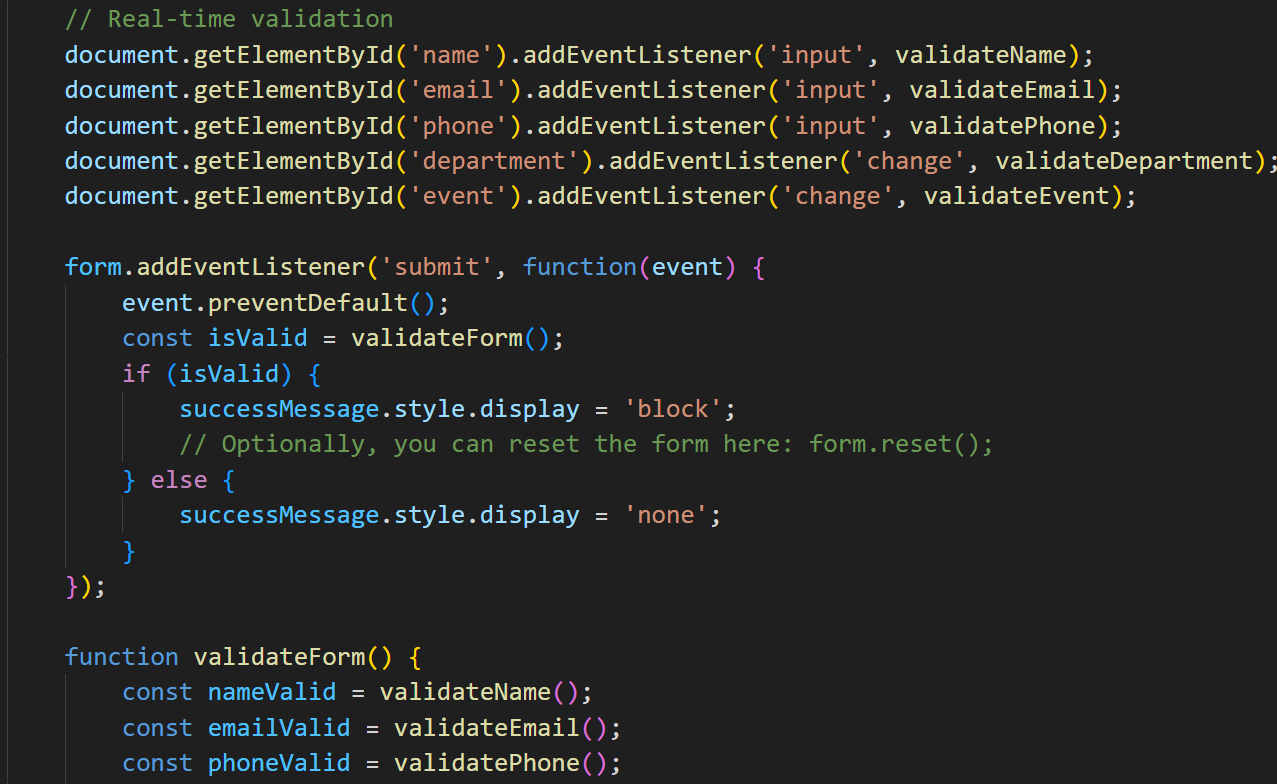 // Real-time validation
document.getElementById('name').addEventListener('input', validateName);
document.getElementById('email').addEventListener('input', validateEmail);
document.getElementById('phone').addEventListener('input', validatePhone);
document.getElementById('department').addEventListener('change', validateDepartment);
document.getElementById('event').addEventListener('change', validateEvent);

form.addEventListener('submit', function(event) {
    event.preventDefault();
    const isValid = validateForm();
    if (isValid) {
        successMessage.style.display = 'block';
        // Optionally, you can reset the form here: form.reset();
    } else {
        successMessage.style.display = 'none';
    }
});

function validateForm() {
    const nameValid = validateName();
    const emailValid = validateEmail();
    const phoneValid = validatePhone();